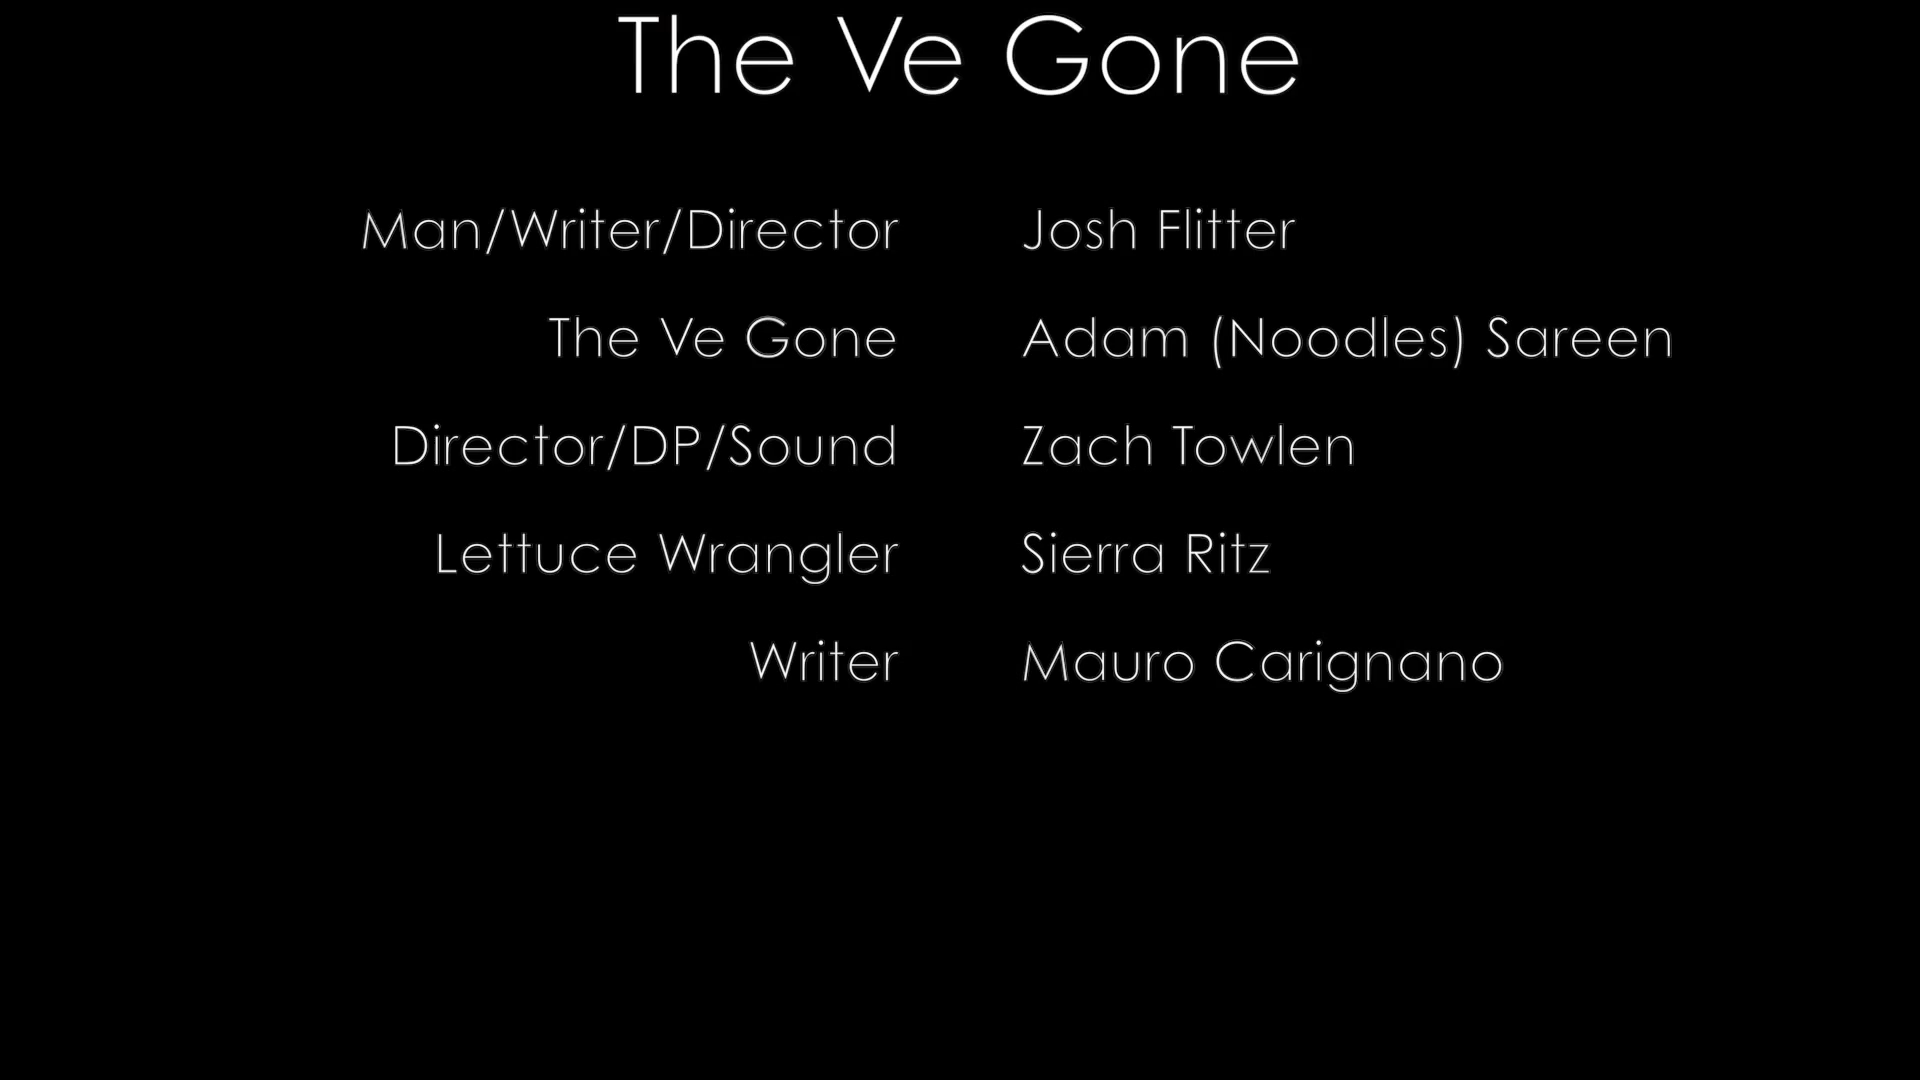 The Ve Gone
Man/Writer/Director Josh Flitter
The Ve Gone Adam (Noodles) Sareen
Director/DP/Sound Zach Towlen
Lettuce Wrangler Sierra Ritz
Writer Mauro Carignano